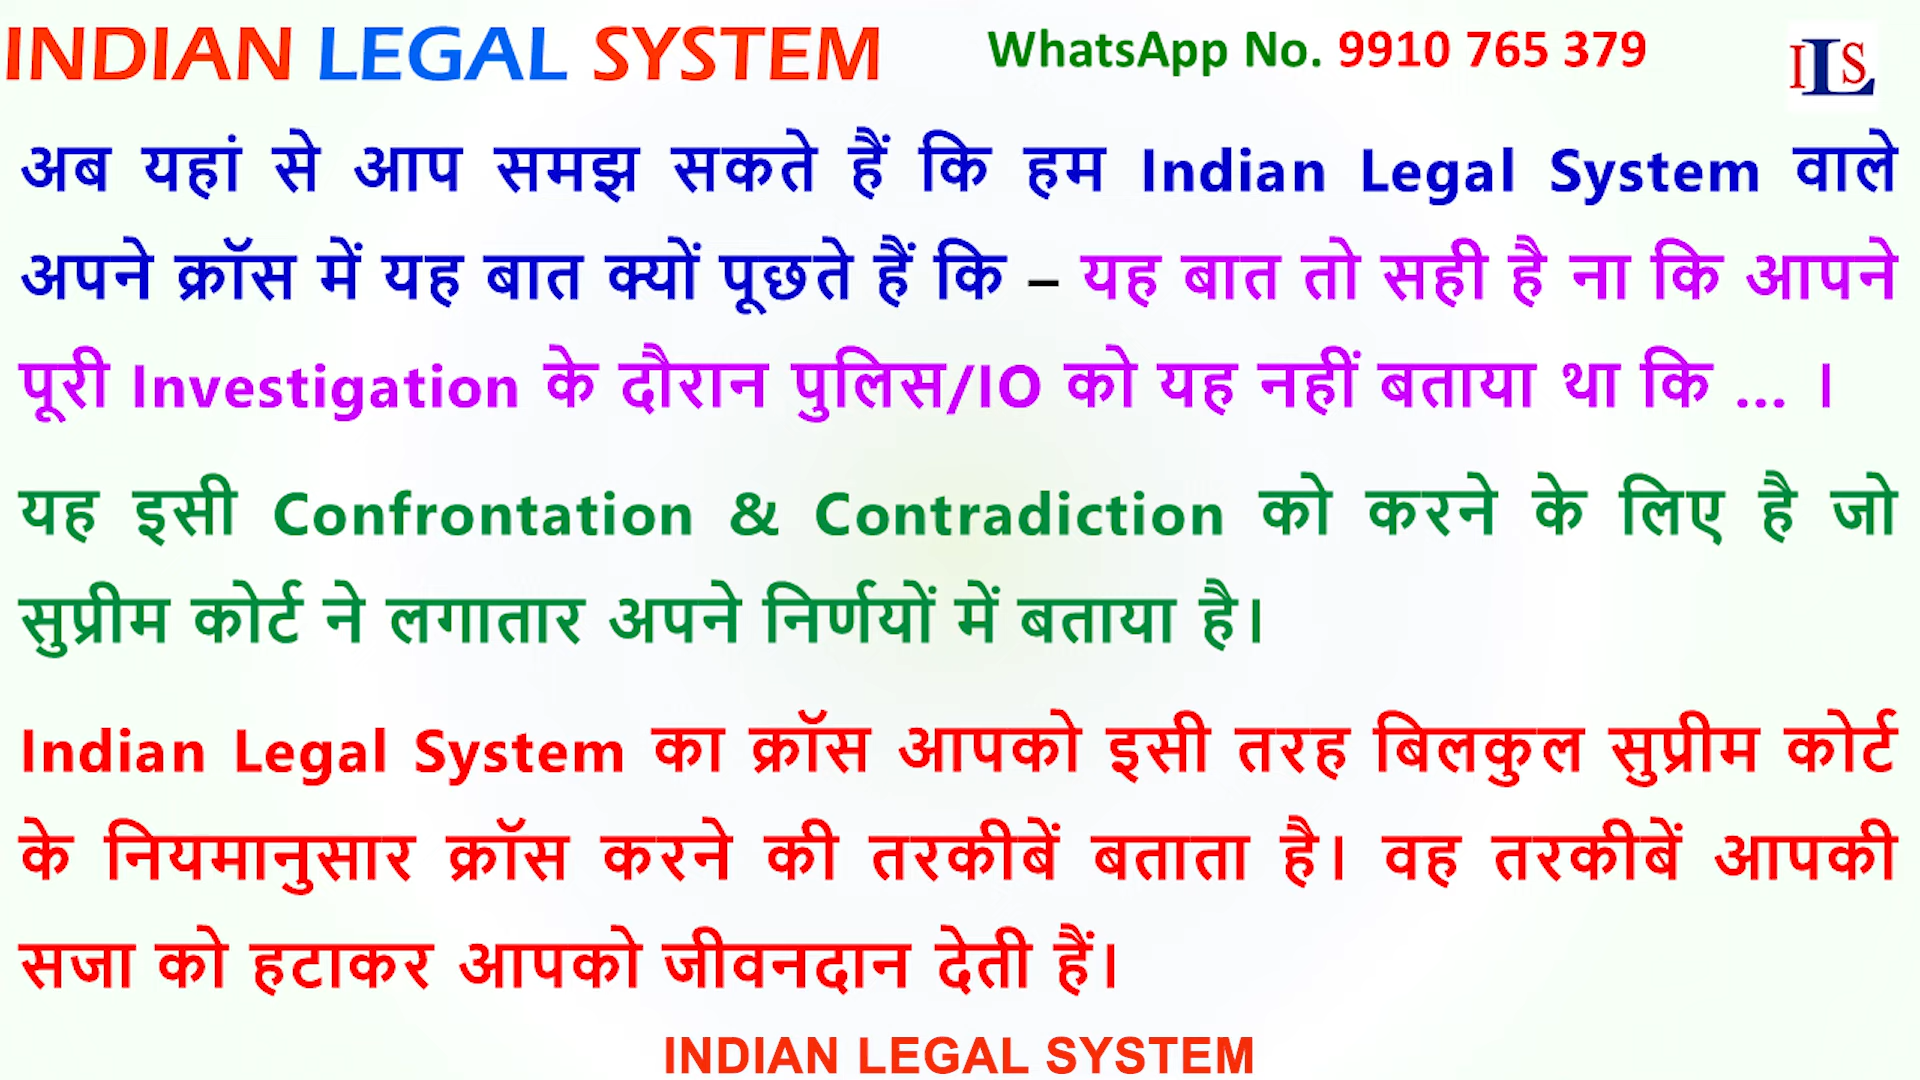 INDIAN LEGAL SYSTEM WhatsApp No. 9910 765 379 ILS
अब यहां से आप समझ सकते हैं कि हम Indian Legal System वाले
अपने क्रॉस में यह बात क्यों पूछते हैं कि – यह बात तो सही है ना कि आपने
पूरी Investigation के दौरान पुलिस/IO को यह नहीं बताया था कि ... ।
यह इसी Confrontation & Contradiction को करने के लिए है जो
सुप्रीम कोर्ट ने लगातार अपने निर्णयों में बताया है।
Indian Legal System का क्रॉस आपको इसी तरह बिलकुल सुप्रीम कोर्ट
के नियमानुसार क्रॉस करने की तरकीबें बताता है। वह तरकीबें आपकी
सजा को हटाकर आपको जीवनदान देती हैं।
INDIAN LEGAL SYSTEM